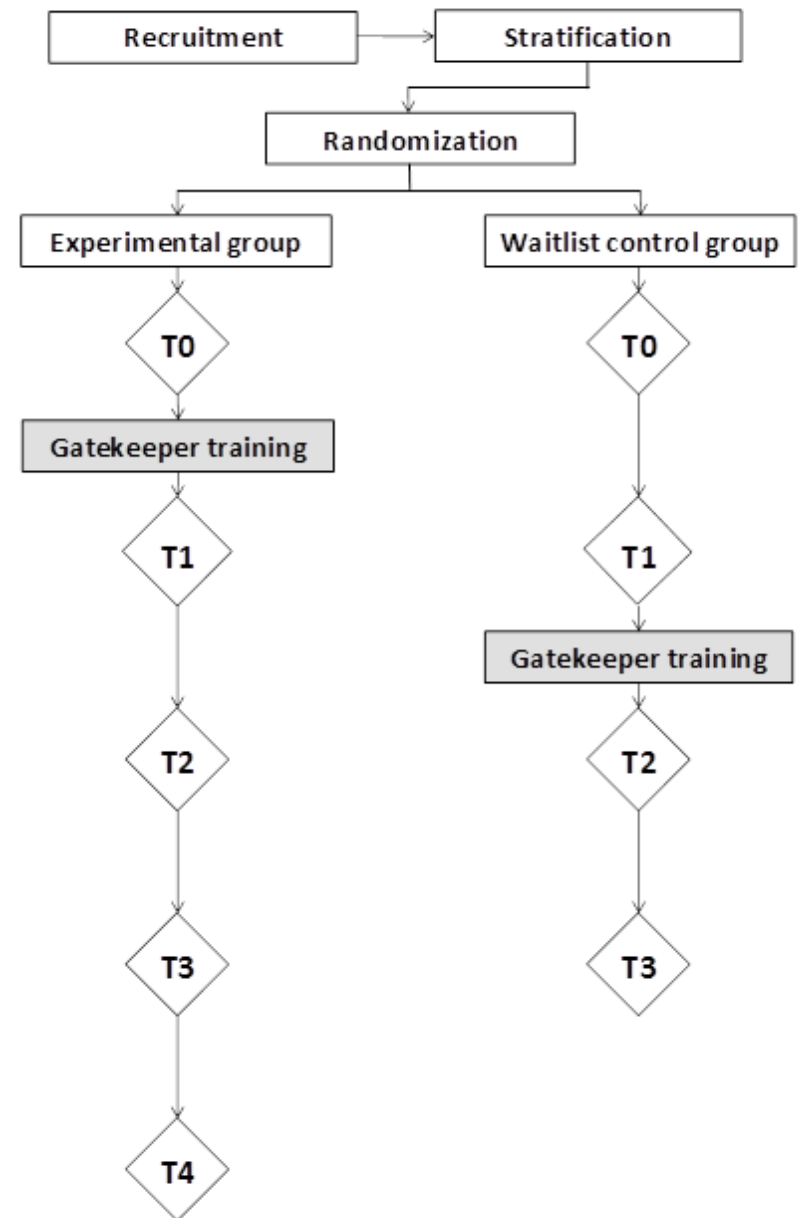 Recruitment
Stratification
Randomization
Experimental group
Waitlist control group
T0
T0
Gatekeeper training
T1
T1
Gatekeeper training
T2
T2
T3
T3
T4